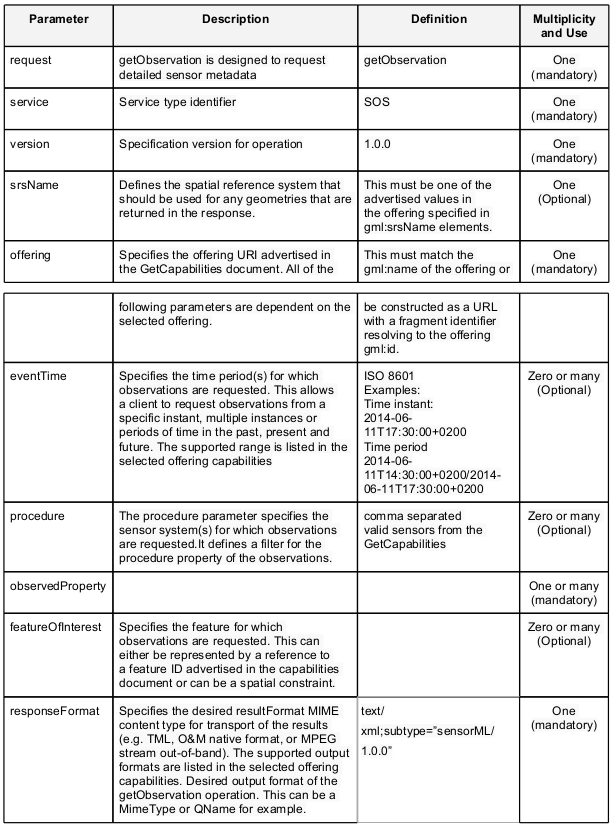 Parameter
Description
Definition
Multiplicity
and Use
request
getObservation is designed to request
detailed sensor metadata
getObservation
One
(mandatory)
service
Service type identifier
SOS
One
(mandatory)
version
Specification version for operation
1.0.0
One
(mandatory)
srsName
Defines the spatial reference system that
should be used for any geometries that are
returned in the response.
This must be one of the
advertised values in
the offering specified in
gml:srsName elements.
One
(Optional)
offering
Specifies the offering URI advertised in
the GetCapabilities document. All of the
This must match the
gml:name of the offering or
One
(mandatory)
following parameters are dependent on the
selected offering.
be constructed as a URL
with a fragment identifier
resolving to the offering
gml:id.
eventTime
Specifies the time period(s) for which
observations are requested. This allows
a client to request observations from a
specific instant, multiple instances or
periods of time in the past, present and
future. The supported range is listed in the
selected offering capabilities
ISO 8601
Examples:
Time instant:
2014-06-
11T17:30:00+0200
Time period
2014-06-
11T14:30:00+0200/2014-
06-11T17:30:00+0200
Zero or many
(Optional)
procedure
The procedure parameter specifies the
sensor system(s) for which observations
are requested.It defines a filter for the
procedure property of the observations.
comma separated
valid sensors from the
GetCapabilities
Zero or many
(Optional)
observedProperty
One or many
(mandatory)
featureOfInterest
Specifies the feature for which
observations are requested. This can
either be represented by a reference to
a feature ID advertised in the capabilities
document or can be a spatial constraint.
Zero or many
(Optional)
responseFormat
Specifies the desired resultFormat MIME
content type for transport of the results
(e.g. TML, O&M native format, or MPEG
stream out-of-band). The supported output
formats are listed in the selected offering
capabilities. Desired output format of the
getObservation operation. This can be a
MimeType or QName for example.
text/
xml;subtype="sensorML/
1.0.0"
One
(mandatory)